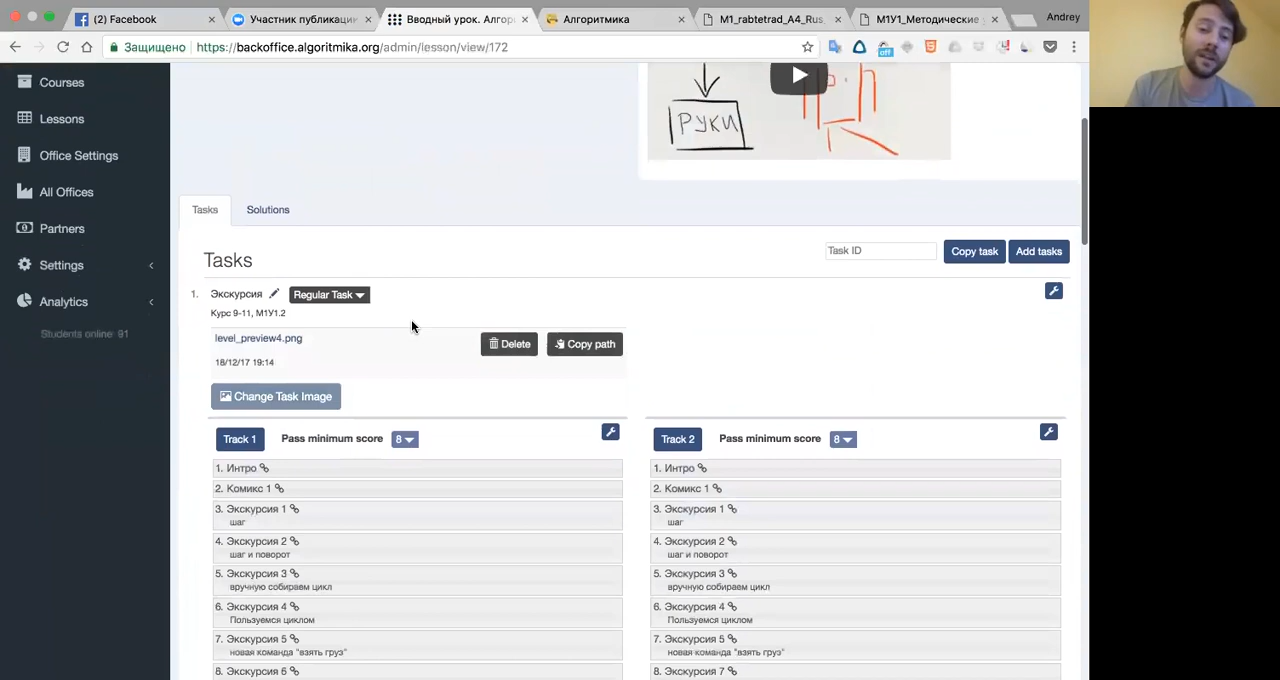 (2) Facebook
Участник публикаци
Вводный урок. Алгор
Алгоритмика
M1_rabtetrad_A4_Rus
М1У1_Методические
Andrey
Защищено
https://backoffice.algoritmika.org/admin/lesson/view/172
off
Courses
Lessons
Office Settings
All Offices
Partners
Settings
Analytics
Students online: 91
РУКИ
Tasks
Solutions
Tasks
Task ID
Copy task
Add tasks
1. Экскурсия
Regular Task
Курс 9-11, М1У1.2
level_preview4.png
18/12/17 19:14
Delete
Copy path
Change Task Image
Track 1
Pass minimum score
8
1. Интро
2. Комикс 1
3. Экскурсия 1
шаг
4. Экскурсия 2
шаг и поворот
5. Экскурсия 3
вручную собираем цикл
6. Экскурсия 4
Пользуемся циклом
7. Экскурсия 5
новая команда "взять груз"
8. Экскурсия 6
Track 2
Pass minimum score
8
1. Интро
2. Комикс 1
3. Экскурсия 1
шаг
4. Экскурсия 2
шаг и поворот
5. Экскурсия 3
вручную собираем цикл
6. Экскурсия 4
Пользуемся циклом
7. Экскурсия 5
новая команда "взять груз"
8. Экскурсия 7